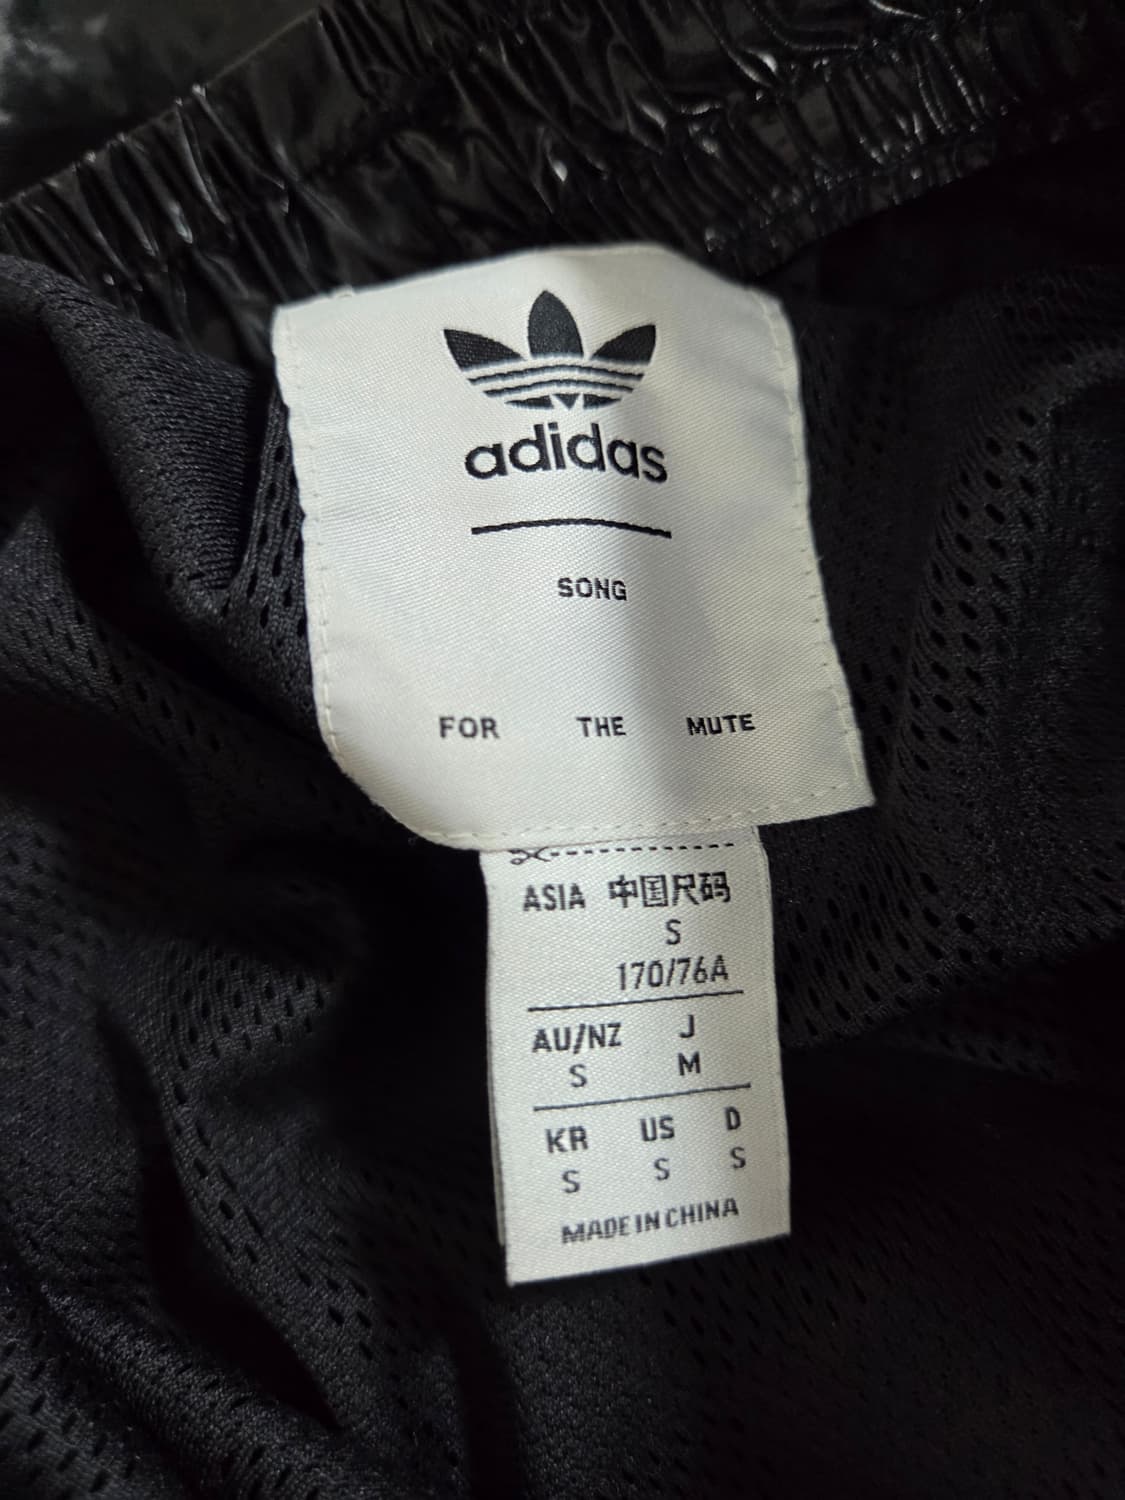 adidas
SONG
FOR THE MUTE
ASIA 中国尺码
S
170/76A
AU/NZ J
S M
KR US D
S S S
MADE IN CHINA